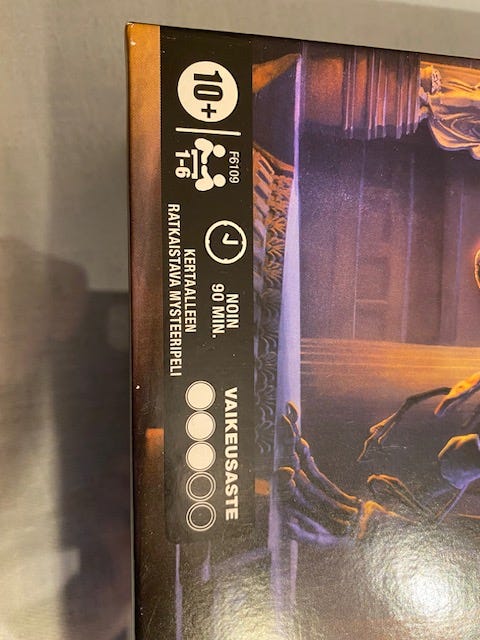 10+
F6109
1-6
NOIN
90 MIN.
KERTAALLEEN
RATKAISTAVA MYSTEERIPELI
VAIKEUSASTE